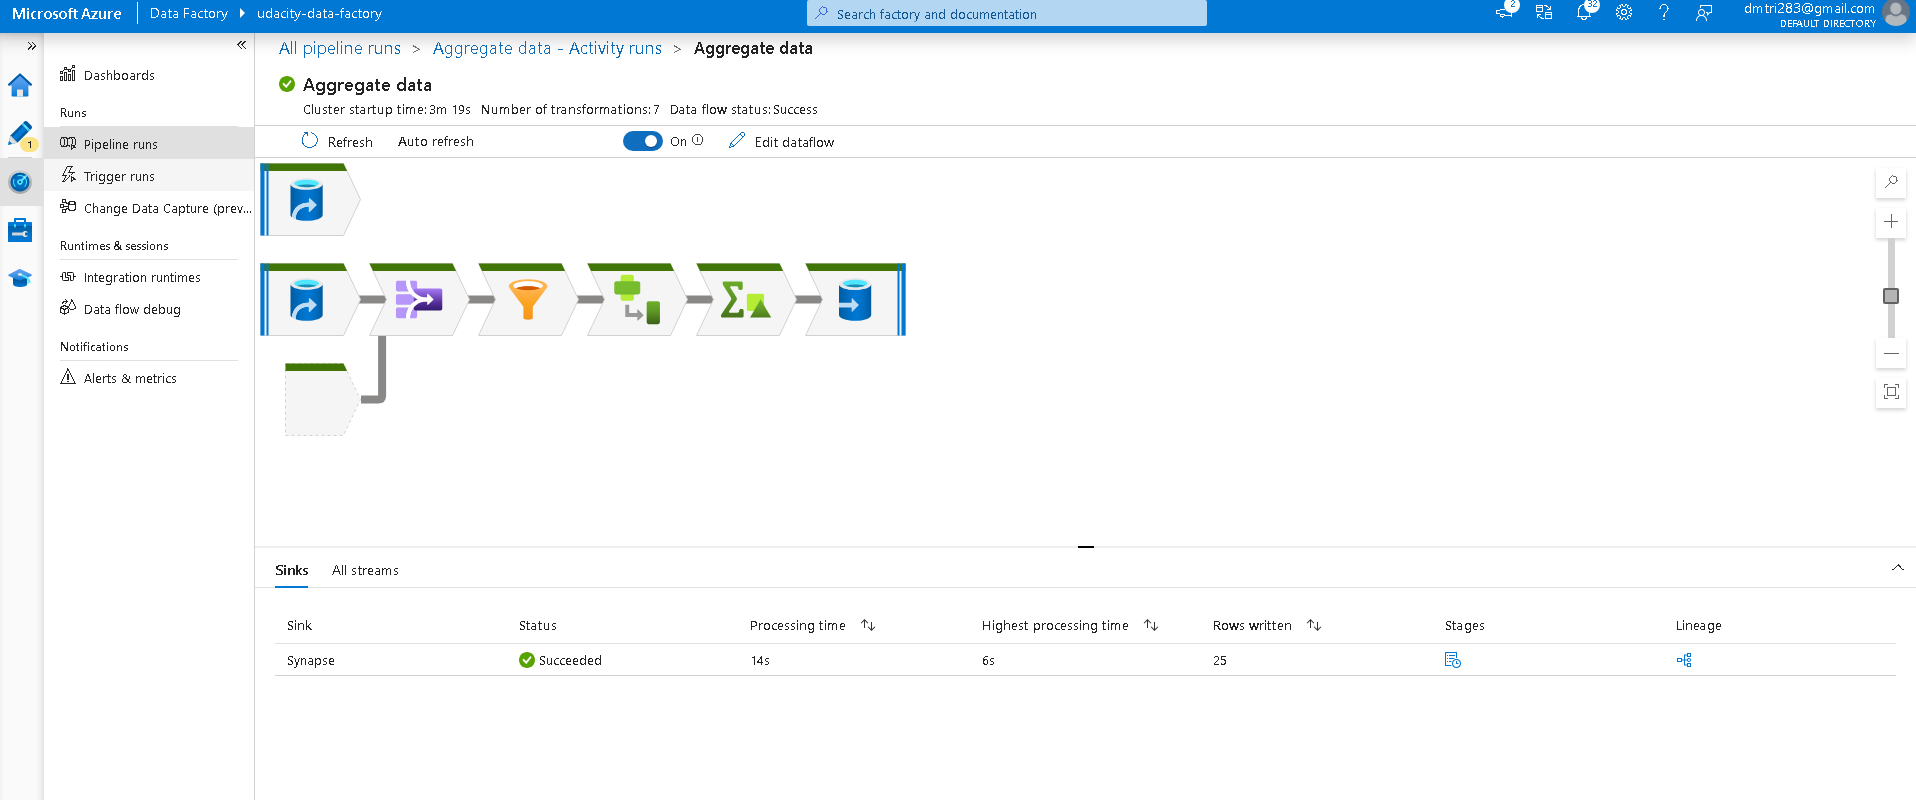 Microsoft Azure Data Factory udacity-data-factory Search factory and documentation 2 32 dmtri283@gmail.com
DEFAULT DIRECTORY
All pipeline runs > Aggregate data - Activity runs > Aggregate data
Dashboards
Runs
1
Pipeline runs
Trigger runs
Change Data Capture (prev...
Runtimes & sessions
Integration runtimes
Data flow debug
Notifications
Alerts & metrics
Aggregate data
Cluster startup time: 3m 19s Number of transformations: 7 Data flow status: Success
Refresh Auto refresh On Edit dataflow
Sinks All streams
Sink Status Processing time Highest processing time Rows written Stages Lineage
Synapse Succeeded 14s 6s 25